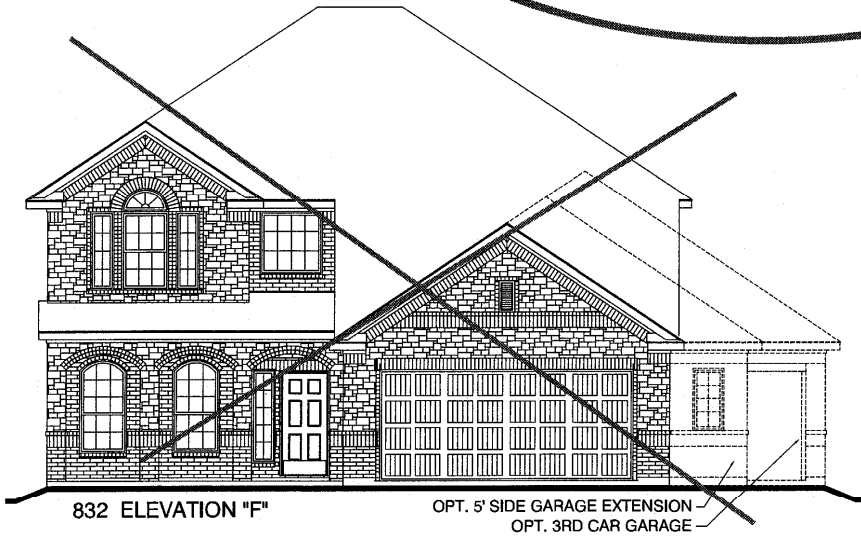 832 ELEVATION "F"
OPT. 5' SIDE GARAGE EXTENSION
OPT. 3RD CAR GARAGE